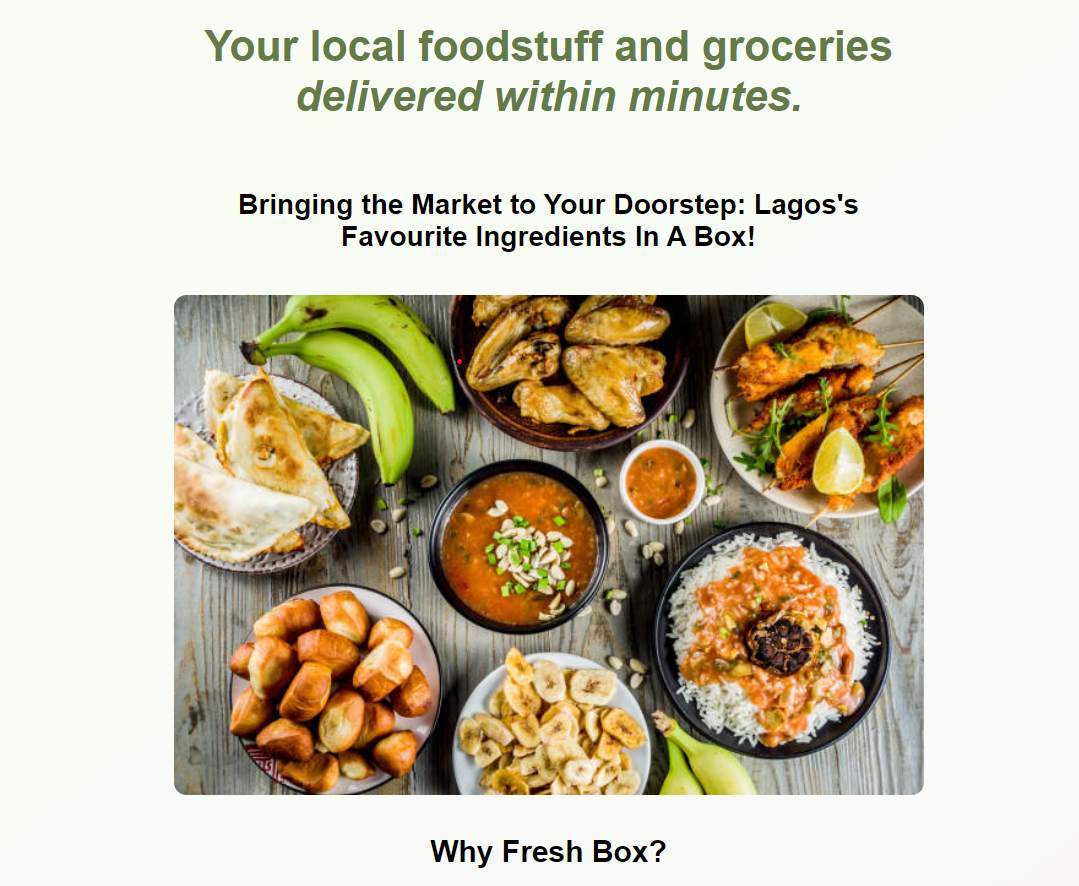 Your local foodstuff and groceries
delivered within minutes.
Bringing the Market to Your Doorstep: Lagos's
Favourite Ingredients In A Box!
Why Fresh Box?